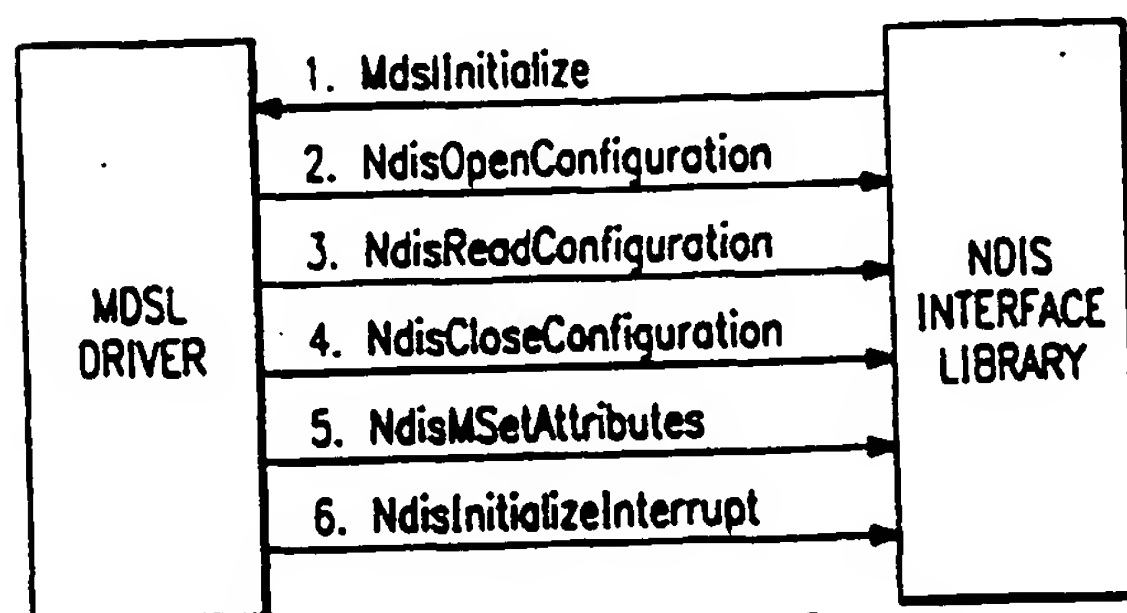 1. MdslInitialize
2. NdisOpenConfiguration
3. NdisReadConfiguration
4. NdisCloseConfiguration
5. NdisMSetAttributes
6. NdisInitializeInterrupt
MDSL
DRIVER
NDIS
INTERFACE
LIBRARY